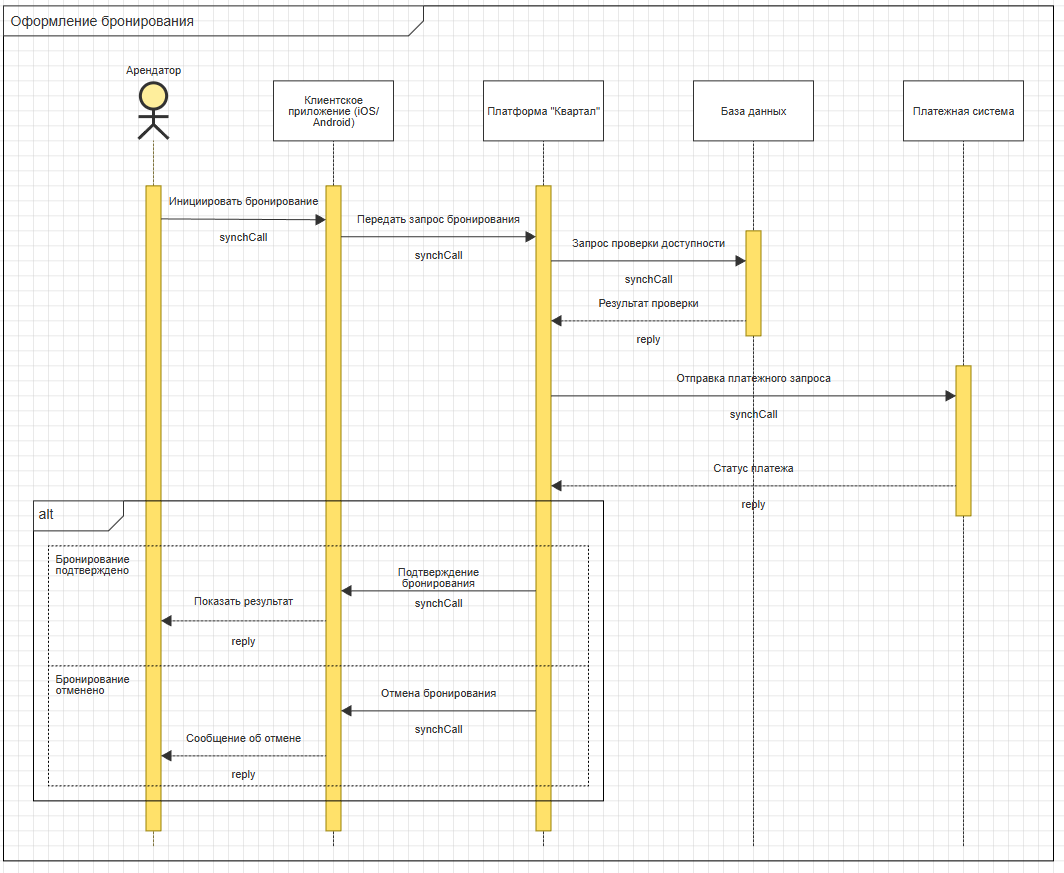 Оформление бронирования
Арендатор
Клиентское
приложение (iOS/
Android)
Платформа "Квартал"
База данных
Платежная система
Инициировать бронирование
synchCall
Передать запрос бронирования
synchCall
Запрос проверки доступности
synchCall
Результат проверки
reply
Отправка платежного запроса
synchCall
Статус платежа
reply
alt
Бронирование
подтверждено
Подтверждение
бронирования
synchCall
Показать результат
reply
Бронирование
отменено
Отмена бронирования
synchCall
Сообщение об отмене
reply